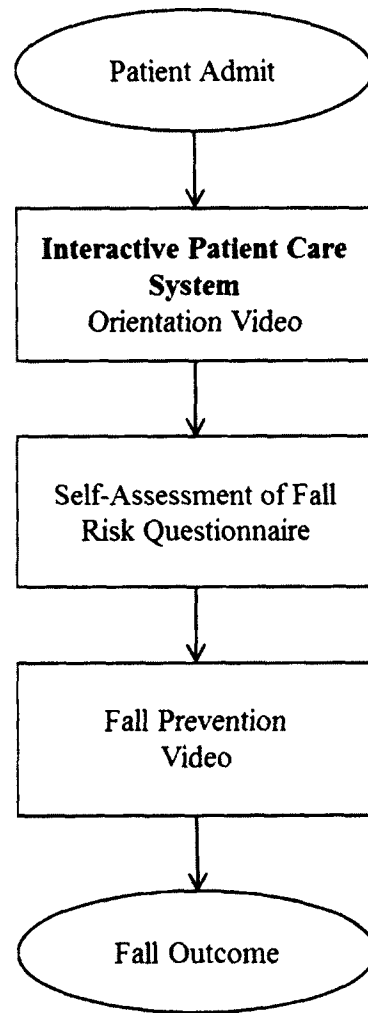 Patient Admit
Interactive Patient Care
System
Orientation Video
Self-Assessment of Fall
Risk Questionnaire
Fall Prevention
Video
Fall Outcome